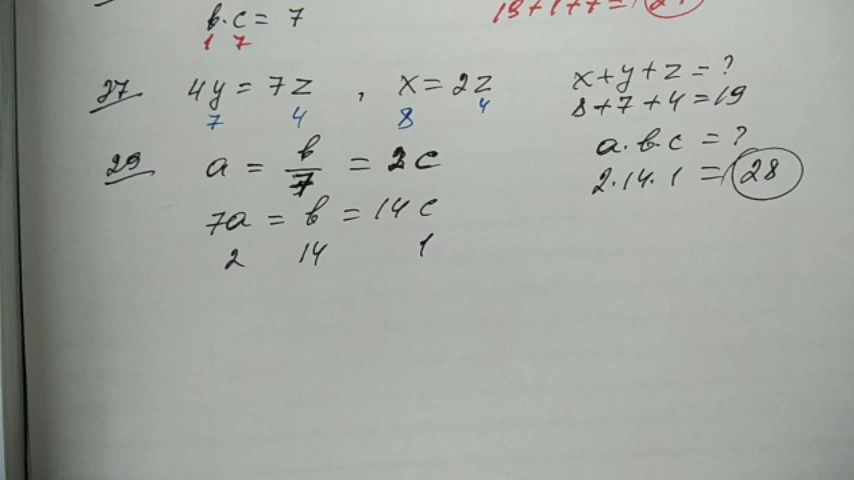 b.c = 7
1 7
27 4y = 7z , x = 2z
7 4 8 4
x+y+z = ?
8+7+4=19
29 a = b/7 = 2c
7a = b = 14c
2 14 1
a.b.c = ?
2.14.1 = 28